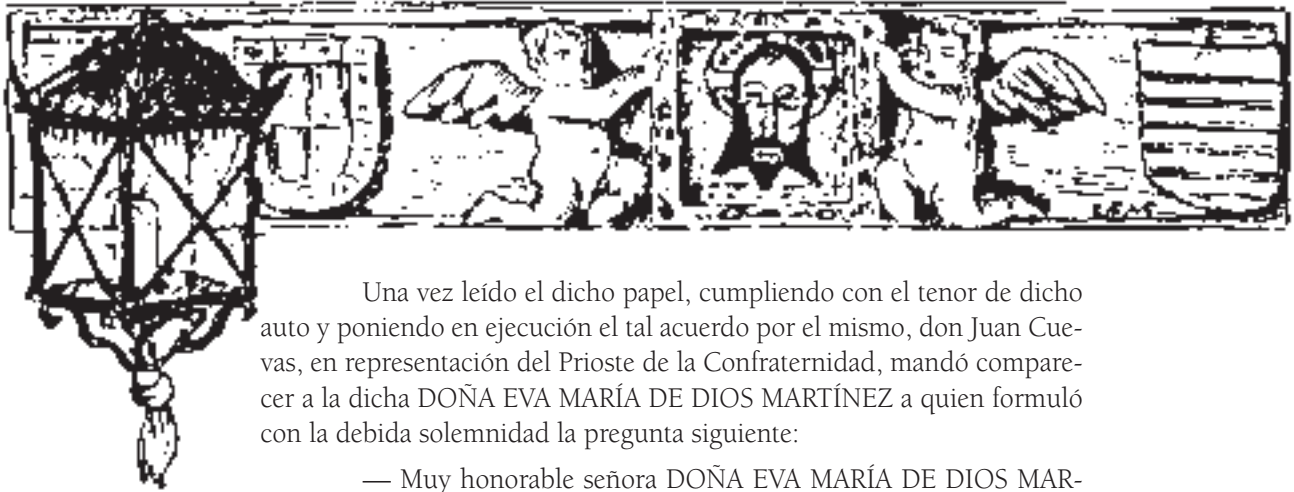 Una vez leído el dicho papel, cumpliendo con el tenor de dicho
auto y poniendo en ejecución el tal acuerdo por el mismo, don Juan Cue-
vas, en representación del Prioste de la Confraternidad, mandó compare-
cer a la dicha DOÑA EVA MARÍA DE DIOS MARTÍNEZ a quien formuló
con la debida solemnidad la pregunta siguiente:
— Muy honorable señora DOÑA EVA MARÍA DE DIOS MAR-